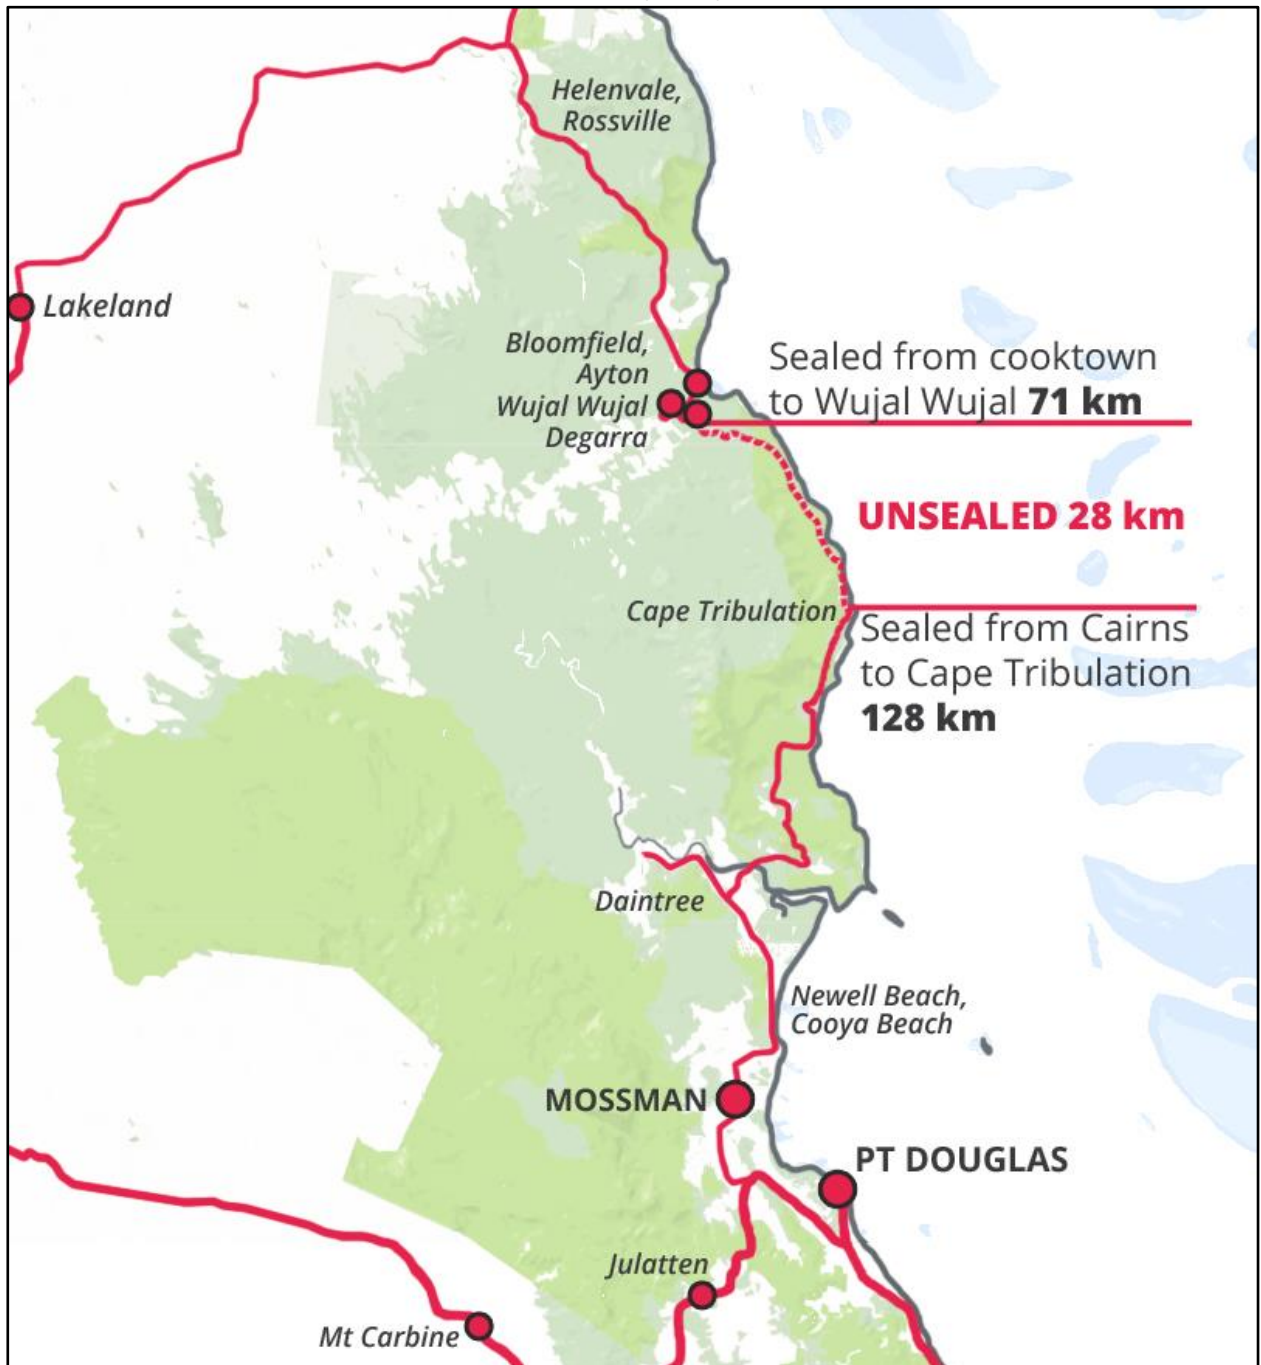 Helenvale,
Rossville
Lakeland
Bloomfield,
Ayton
Wujal Wujal
Degarra
Sealed from cooktown
to Wujal Wujal 71 km
UNSEALED 28 km
Cape Tribulation
Sealed from Cairns
to Cape Tribulation
128 km
Daintree
Newell Beach,
Cooya Beach
MOSSMAN
PT DOUGLAS
Julatten
Mt Carbine